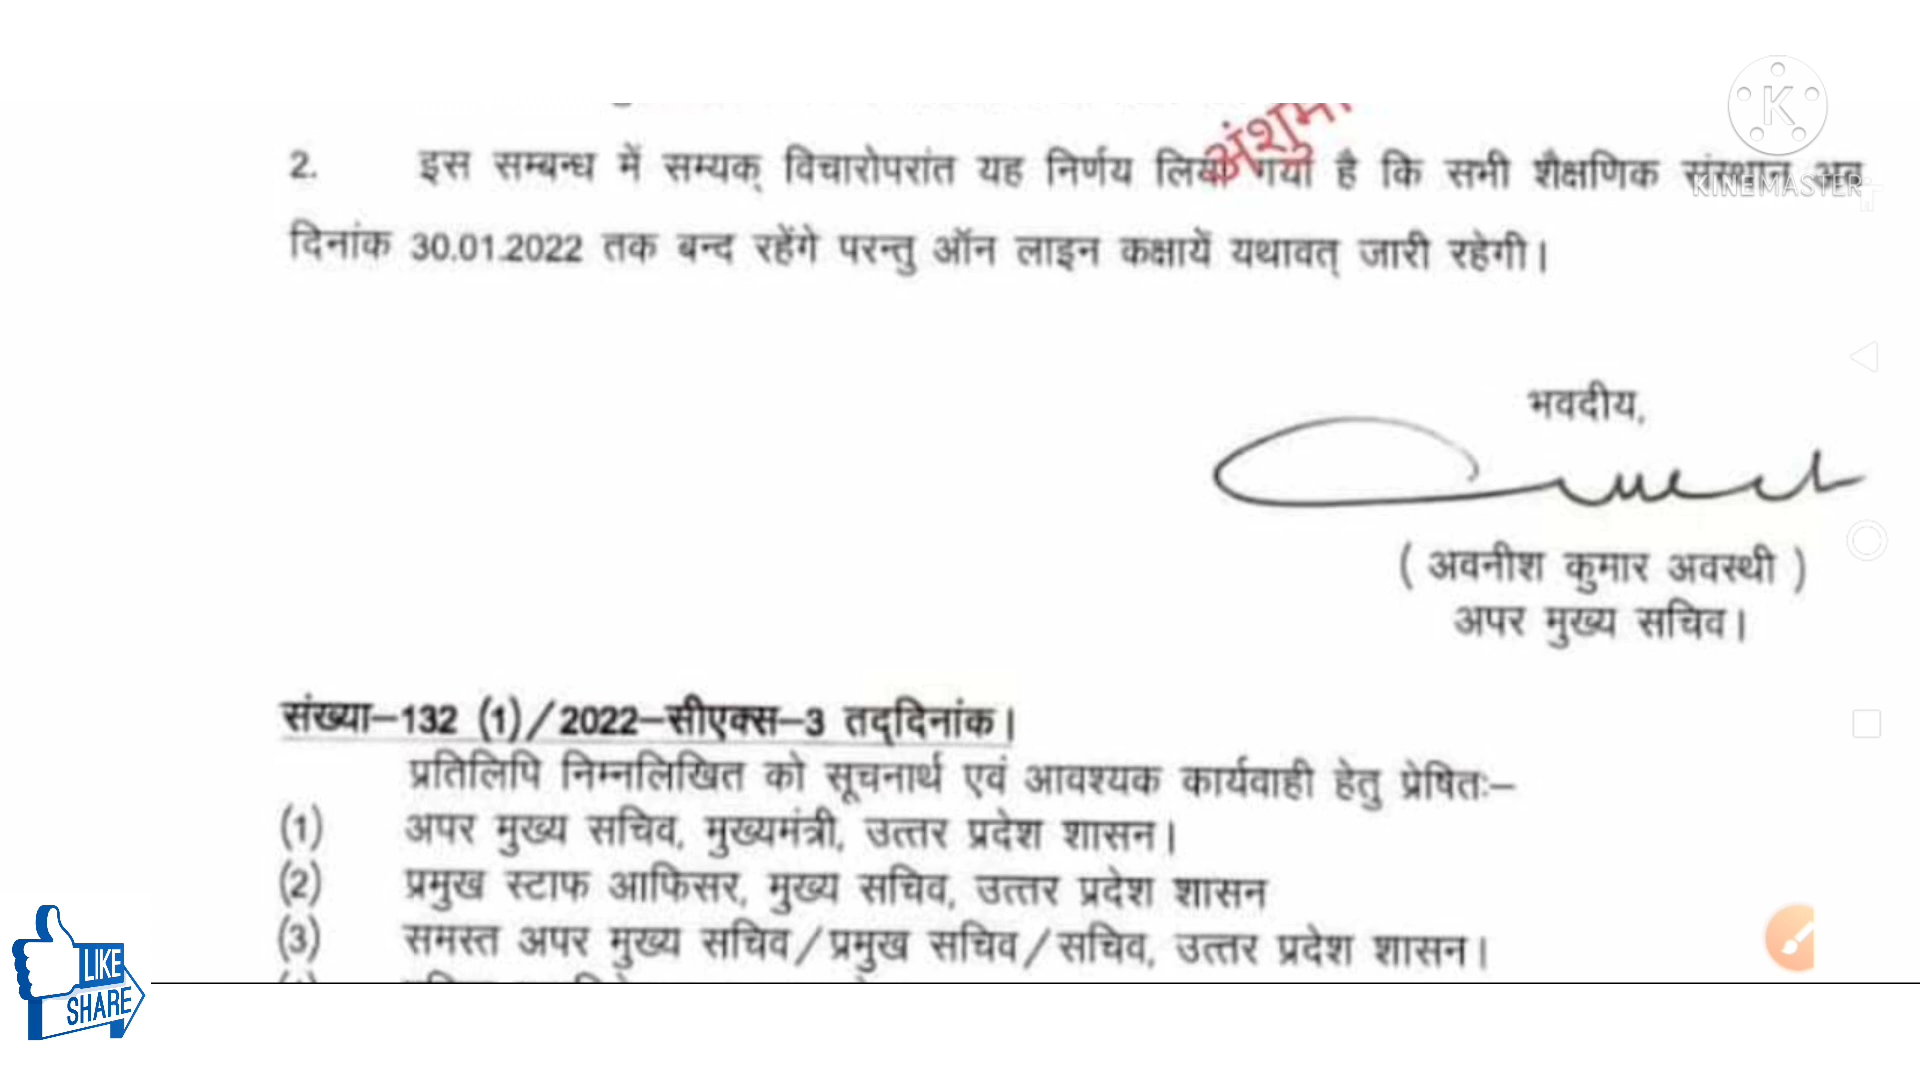 अंशुमा
2. इस सम्बन्ध में सम्यक् विचारोपरांत यह निर्णय लिया गया है कि सभी शैक्षणिक संस्थान अब
KINEMASTER
दिनांक 30.01.2022 तक बन्द रहेंगे परन्तु ऑन लाइन कक्षायें यथावत् जारी रहेगी।
भवदीय,
( अवनीश कुमार अवस्थी )
अपर मुख्य सचिव।
संख्या–132 (1)/2022–सीएक्स–3 तद्दिनांक।
प्रतिलिपि निम्नलिखित को सूचनार्थ एवं आवश्यक कार्यवाही हेतु प्रेषितः–
(1) अपर मुख्य सचिव, मुख्यमंत्री, उत्तर प्रदेश शासन।
(2) प्रमुख स्टाफ आफिसर, मुख्य सचिव, उत्तर प्रदेश शासन
(3) समस्त अपर मुख्य सचिव/प्रमुख सचिव/सचिव, उत्तर प्रदेश शासन।
LIKE
SHARE